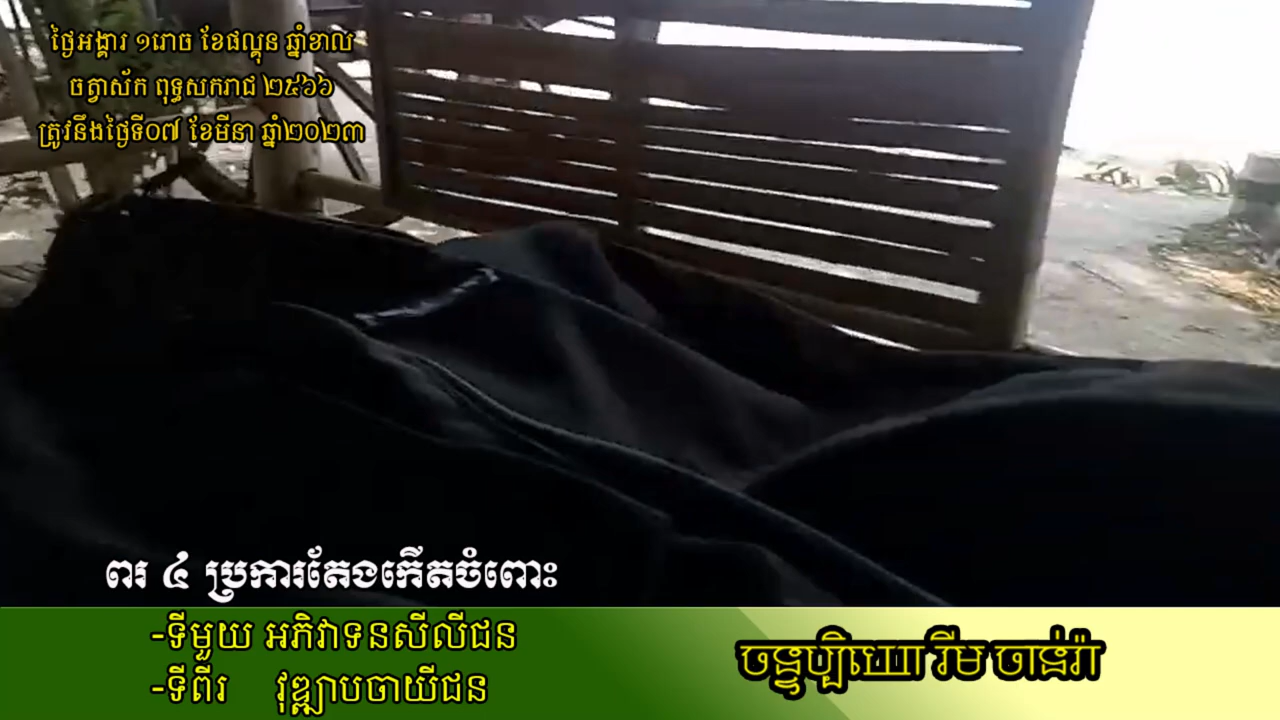 ថ្ងៃអង្គារ ១រោច ខែផល្គុន ឆ្នាំខាល
ចត្វាស័ក ពុទ្ធសករាជ ២៥៦៦
ត្រូវនឹងថ្ងៃទី០៧ ខែមីនា ឆ្នាំ២០២៣
ពរ ៤ ប្រការតែងកើតចំពោះ
-ទីមួយ អភិវាទនសីលីជន
-ទីពីរ វុឌ្ឍាបចាយីជន
ចន្ទប្បិយោ រីម ចាន់រ៉ា